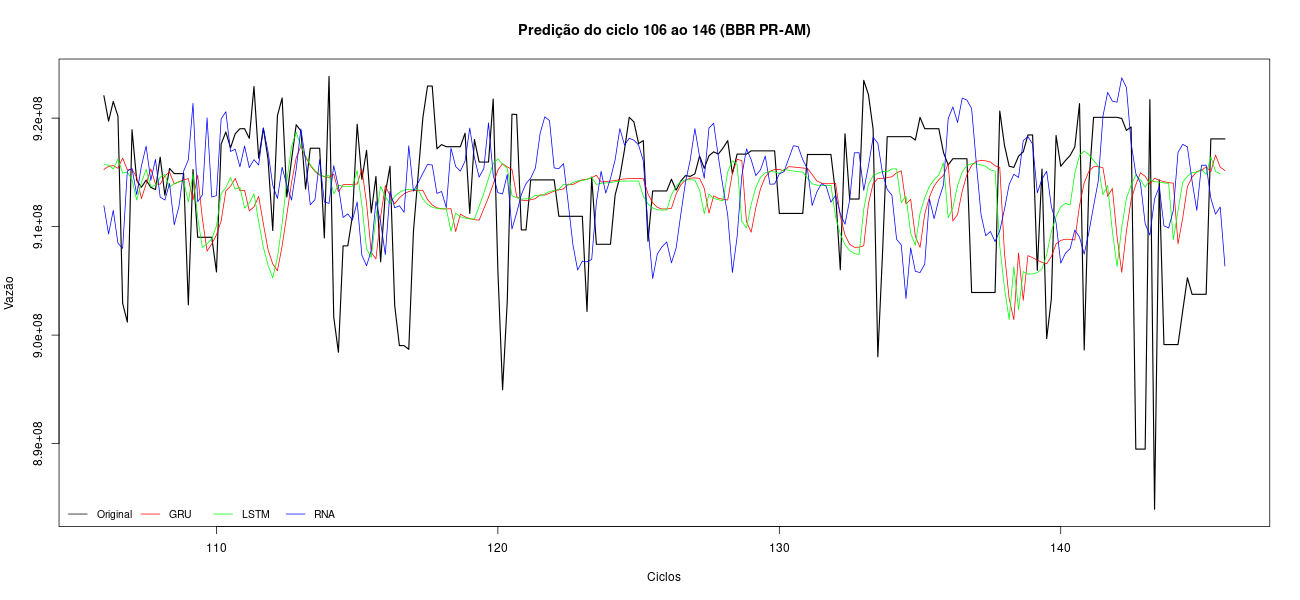 Predição do ciclo 106 ao 146 (BBR PR-AM)
Vazão
9.2e+08
9.1e+08
9.0e+08
8.9e+08
Original GRU LSTM RNA
110 120 130 140
Ciclos